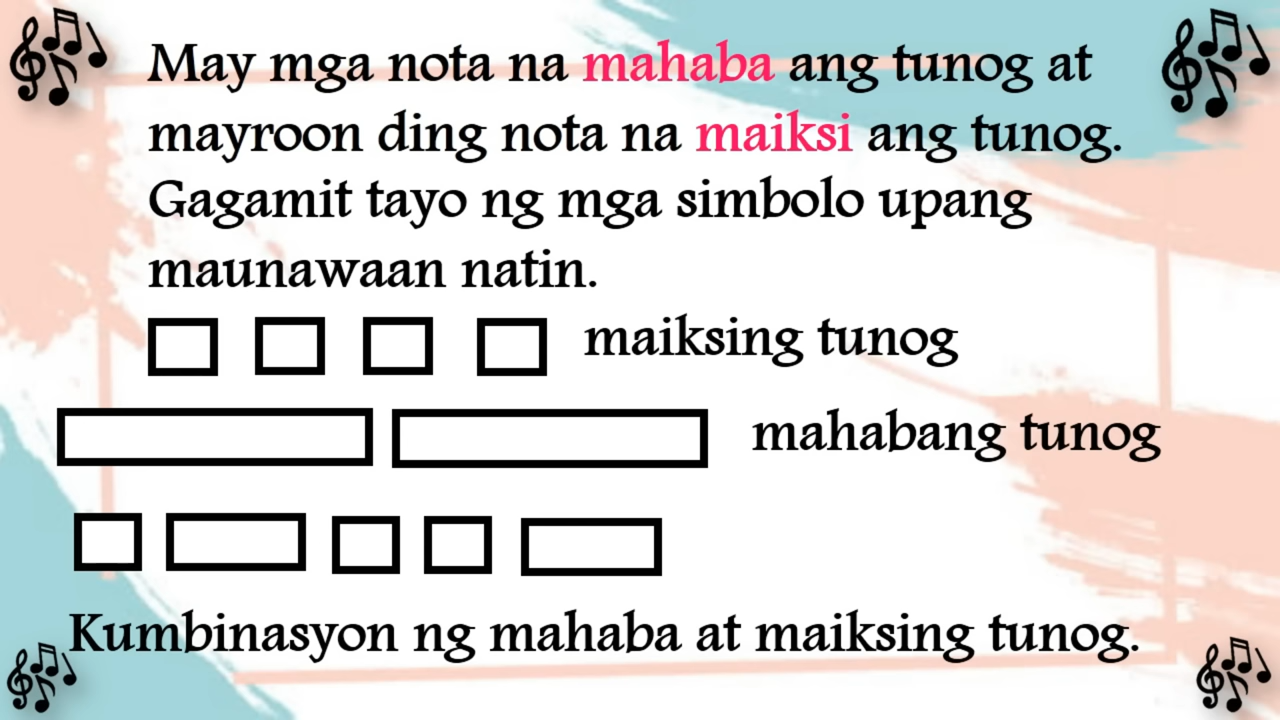 May mga nota na mahaba ang tunog at
mayroon ding nota na maiksi ang tunog.
Gagamit tayo ng mga simbolo upang
maunawaan natin.
maiksing tunog
mahabang tunog
Kumbinasyon ng mahaba at maiksing tunog.